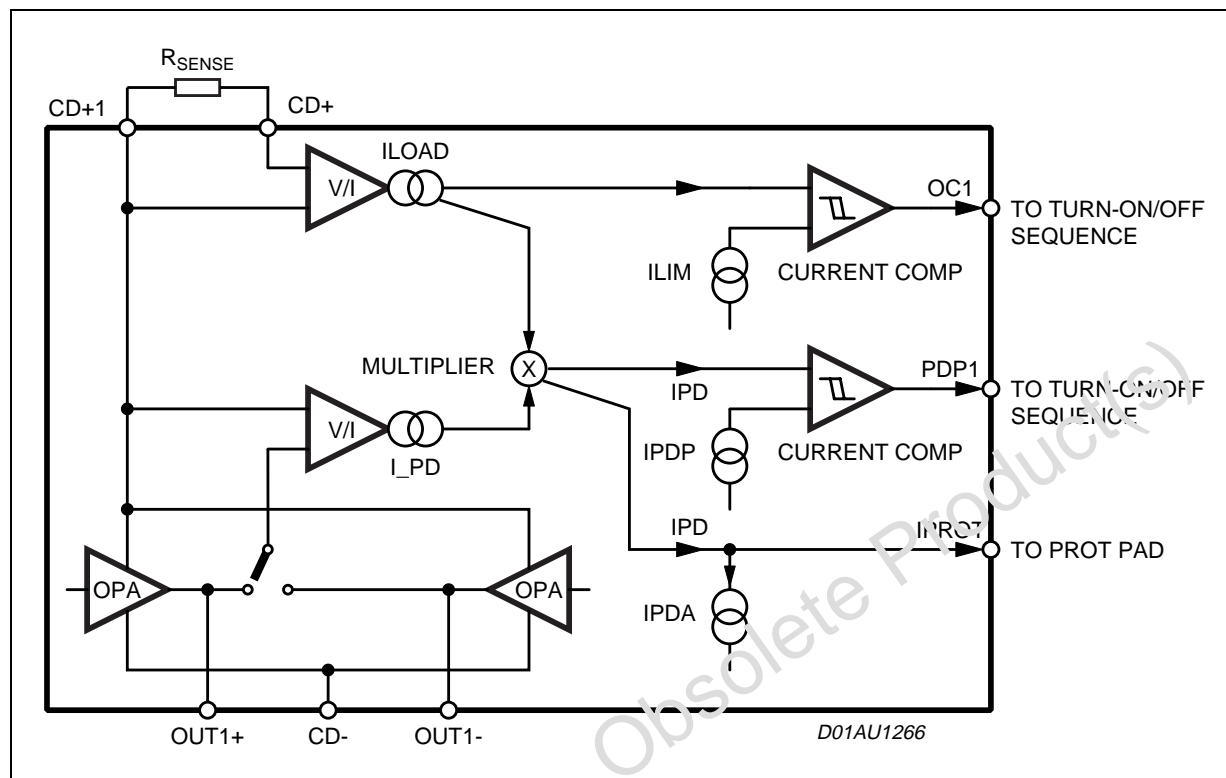 RSENSE
CD+1
CD+
ILOAD
V/I
OC1
TO TURN-ON/OFF
SEQUENCE
ILIM
CURRENT COMP
MULTIPLIER
X
IPD
PDP1
TO TURN-ON/OFF
SEQUENCE
V/I
I_PD
IPDP
CURRENT COMP
IPD
IPROT
TO PROT PAD
OPA
OPA
IPDA
OUT1+
CD-
OUT1-
D01AU1266
Obsolete Product(s)